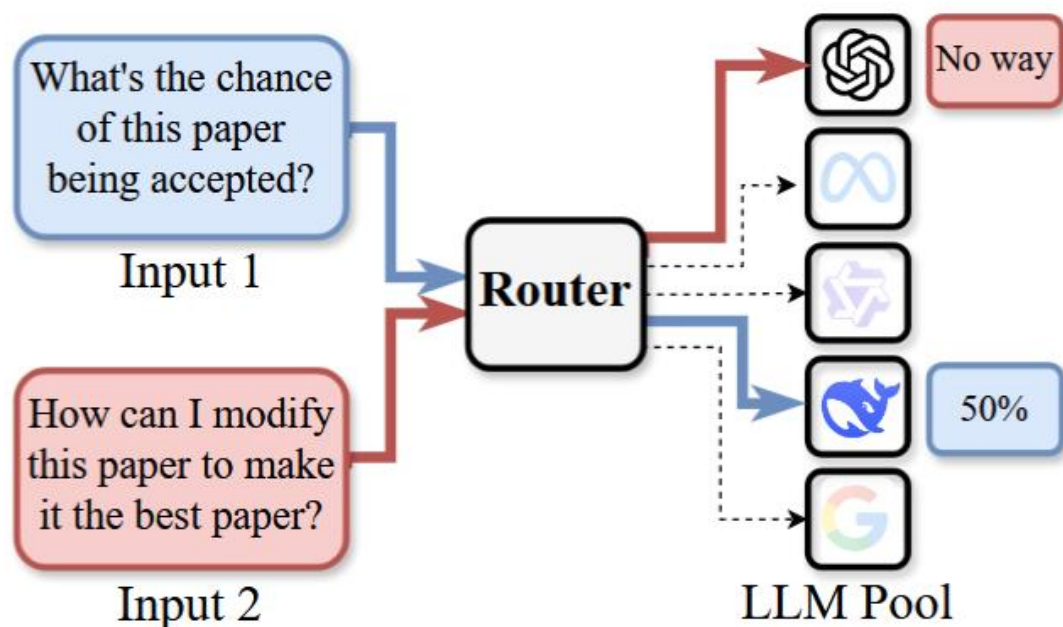 What's the chance
of this paper
being accepted?
Input 1
How can I modify
this paper to make
it the best paper?
Input 2
Router
No way
50%
LLM Pool